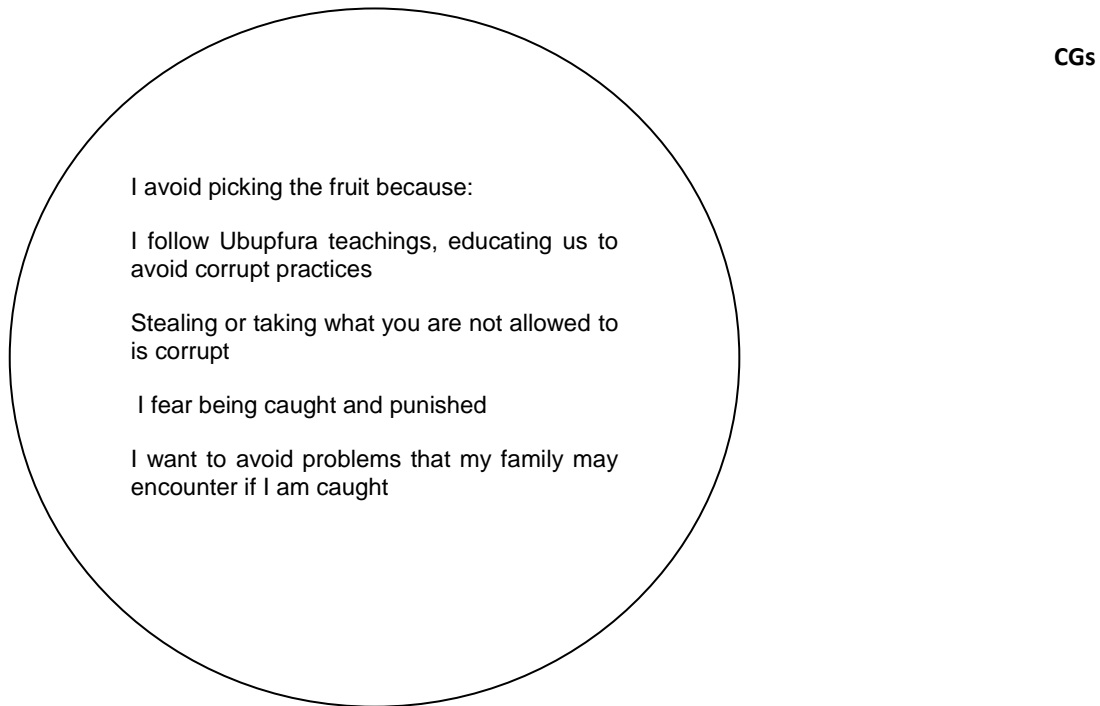 CGs
I avoid picking the fruit because:
I follow Ubupfura teachings, educating us to
avoid corrupt practices
Stealing or taking what you are not allowed to
is corrupt
I fear being caught and punished
I want to avoid problems that my family may
encounter if I am caught